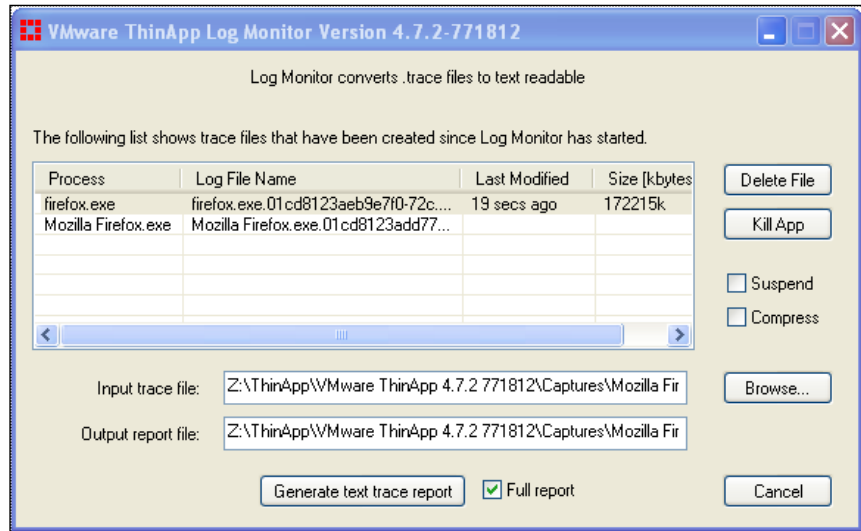 VMware ThinApp Log Monitor Version 4.7.2-771812
Log Monitor converts .trace files to text readable
The following list shows trace files that have been created since Log Monitor has started.
Process Log File Name Last Modified Size [kbytes
firefox.exe firefox.exe.01cd8123aeb9e7f0-72c.... 19 secs ago 172215k
Mozilla Firefox.exe Mozilla Firefox.exe.01cd8123add77...
Delete File
Kill App
Suspend
Compress
Input trace file: Z:\ThinApp\VMware ThinApp 4.7.2 771812\Captures\Mozilla Fir
Browse...
Output report file: Z:\ThinApp\VMware ThinApp 4.7.2 771812\Captures\Mozilla Fir
Generate text trace report Full report Cancel